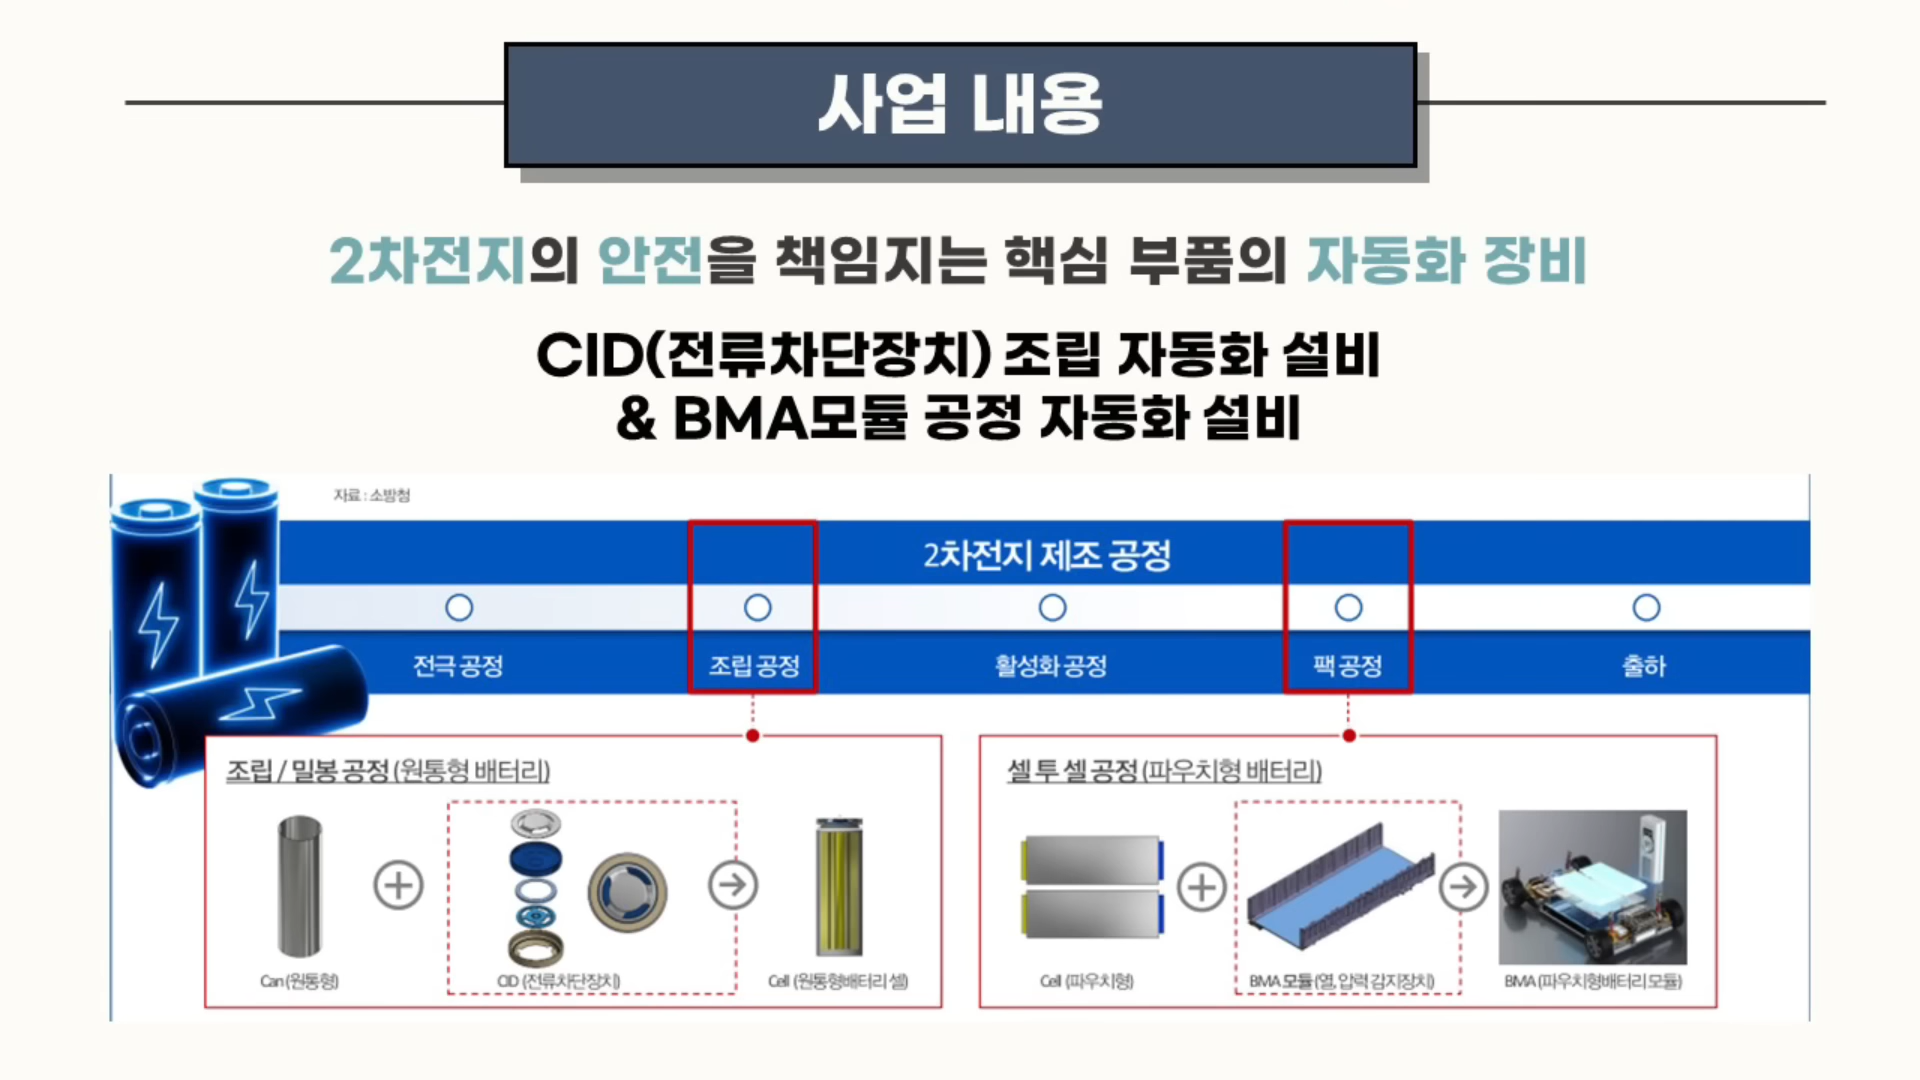 사업 내용
2차전지의 안전을 책임지는 핵심 부품의 자동화 장비
CID(전류차단장치) 조립 자동화 설비
& BMA모듈 공정 자동화 설비
자료 : 소방청
2차전지 제조 공정
전극 공정
조립 공정
활성화 공정
팩 공정
출하
조립 / 밀봉 공정 (원통형 배터리)
Can (원통형)
CID (전류차단장치)
Cell (원통형배터리 셀)
셀 투 셀 공정 (파우치형 배터리)
Cell (파우치형)
BMA 모듈 (열, 압력 감지장치)
BMA (파우치형배터리 모듈)